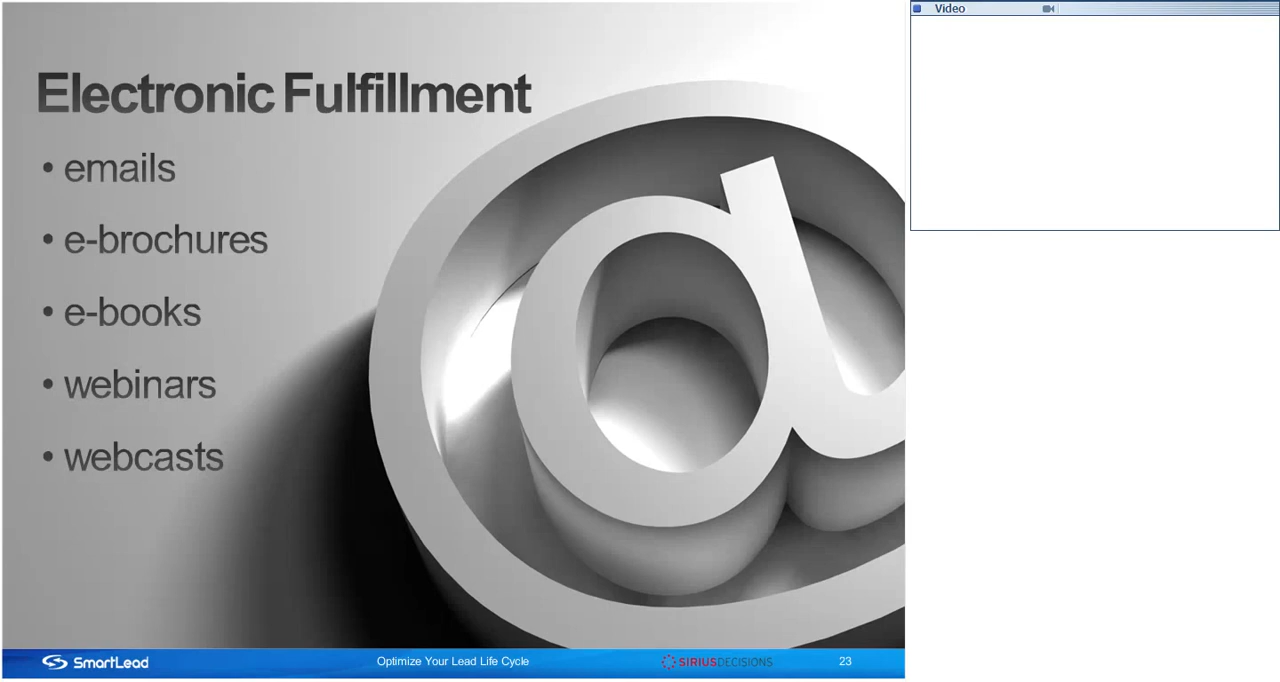 Electronic Fulfillment
• emails
• e-brochures
• e-books
• webinars
• webcasts
SMARTLEAD
Optimize Your Lead Life Cycle
SIRIUSDECISIONS
23
Video